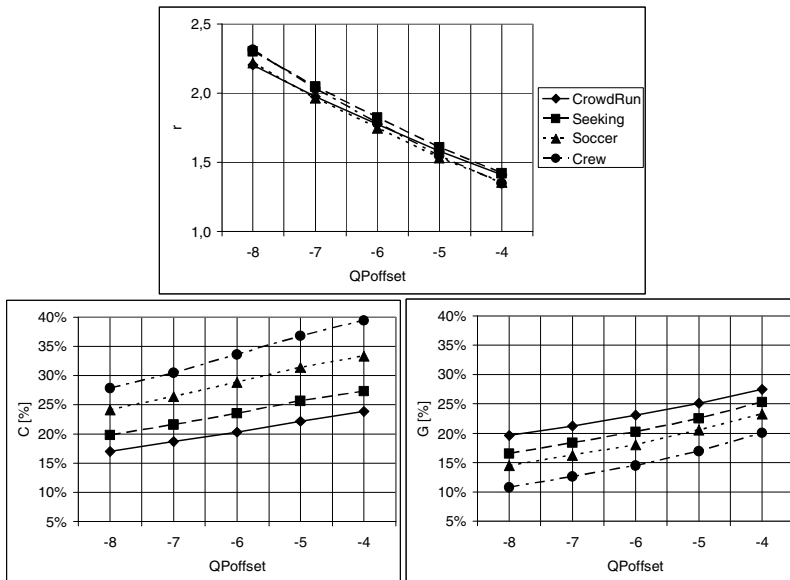 2,5
2,0
1,5
1,0
r
-8 -7 -6 -5 -4
QPoffset
CrowdRun
Seeking
Soccer
Crew
40%
35%
30%
25%
20%
15%
10%
5%
C [%]
-8 -7 -6 -5 -4
QPoffset
40%
35%
30%
25%
20%
15%
10%
5%
G [%]
-8 -7 -6 -5 -4
QPoffset